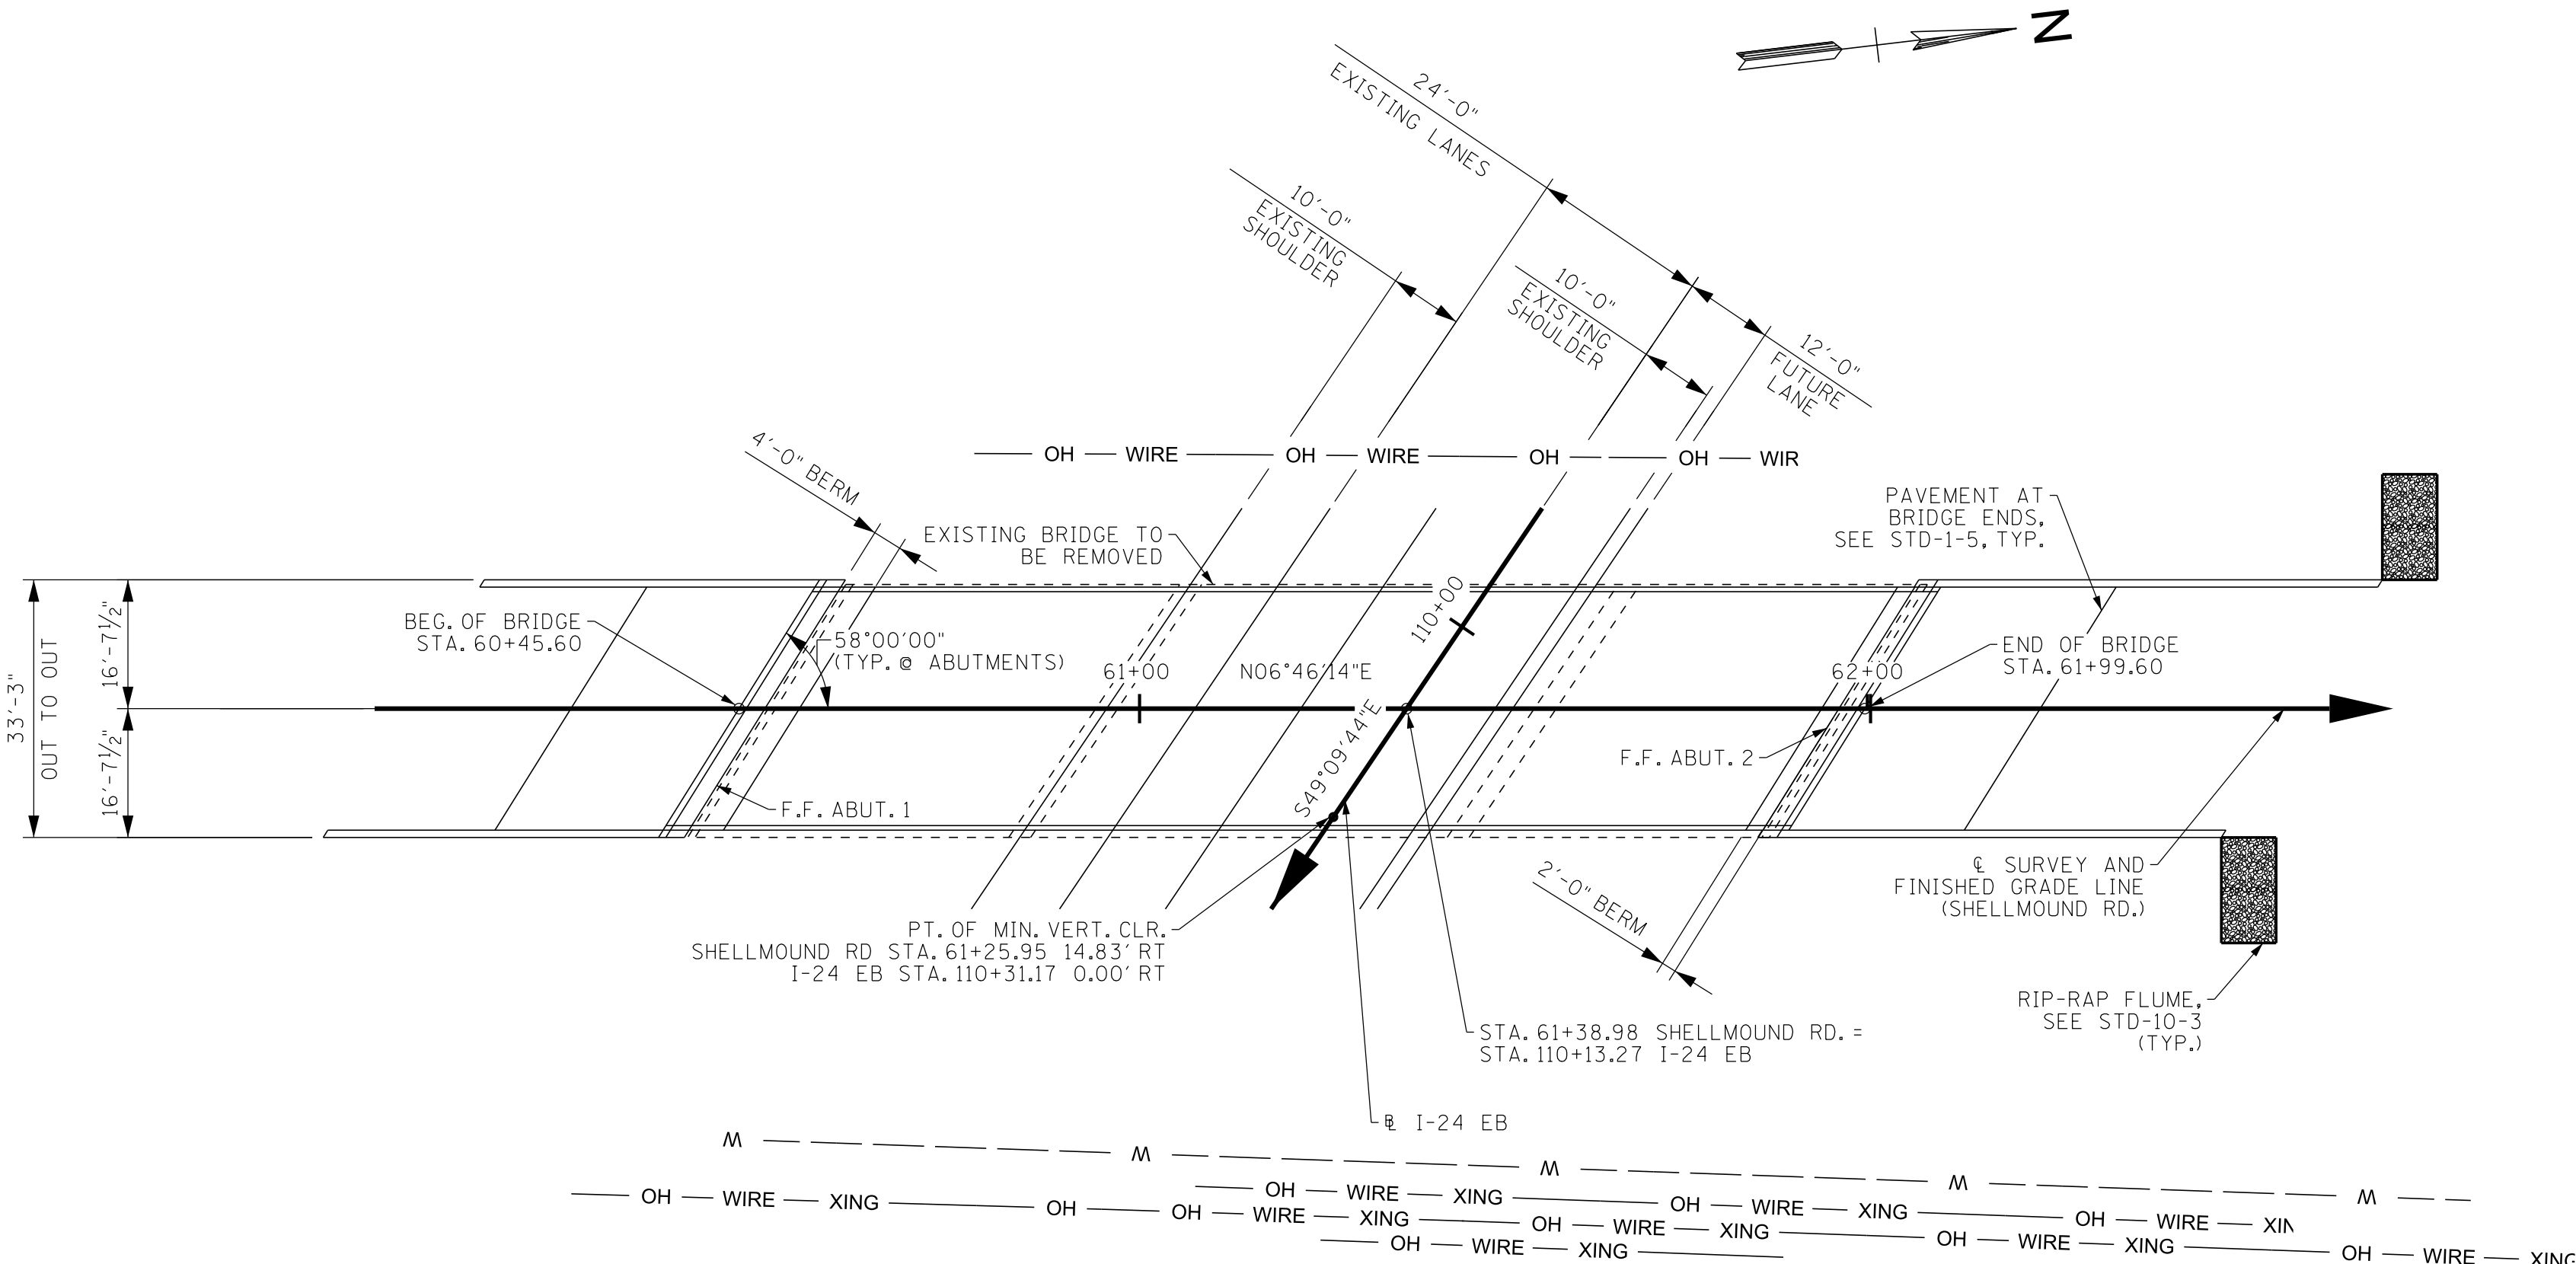 N
24'-0"
EXISTING LANES
10'-0"
EXISTING
SHOULDER
10'-0"
EXISTING
SHOULDER
12'-0"
FUTURE
LANE
OH WIRE OH WIRE OH OH WIR
4'-0" BERM
EXISTING BRIDGE TO
BE REMOVED
PAVEMENT AT
BRIDGE ENDS,
SEE STD-1-5, TYP.
33'-3"
OUT TO OUT
16'-7½"
16'-7½"
BEG. OF BRIDGE
STA. 60+45.60
58°00'00"
(TYP. @ ABUTMENTS)
61+00
N06°46'14"E
110+00
S49°09'44"E
62+00
END OF BRIDGE
STA. 61+99.60
F.F. ABUT. 2
F.F. ABUT. 1
2'-0" BERM
℄ SURVEY AND
FINISHED GRADE LINE
(SHELLMOUND RD.)
PT. OF MIN. VERT. CLR.
SHELLMOUND RD STA. 61+25.95 14.83' RT
I-24 EB STA. 110+31.17 0.00' RT
RIP-RAP FLUME,
SEE STD-10-3
(TYP.)
STA. 61+38.98 SHELLMOUND RD. =
STA. 110+13.27 I-24 EB
BL I-24 EB
W W W W W
OH WIRE XING OH WIRE XING OH WIRE XIN
OH WIRE XING OH OH WIRE XING OH WIRE XING OH WIRE XING OH WIRE XING
OH WIRE XING